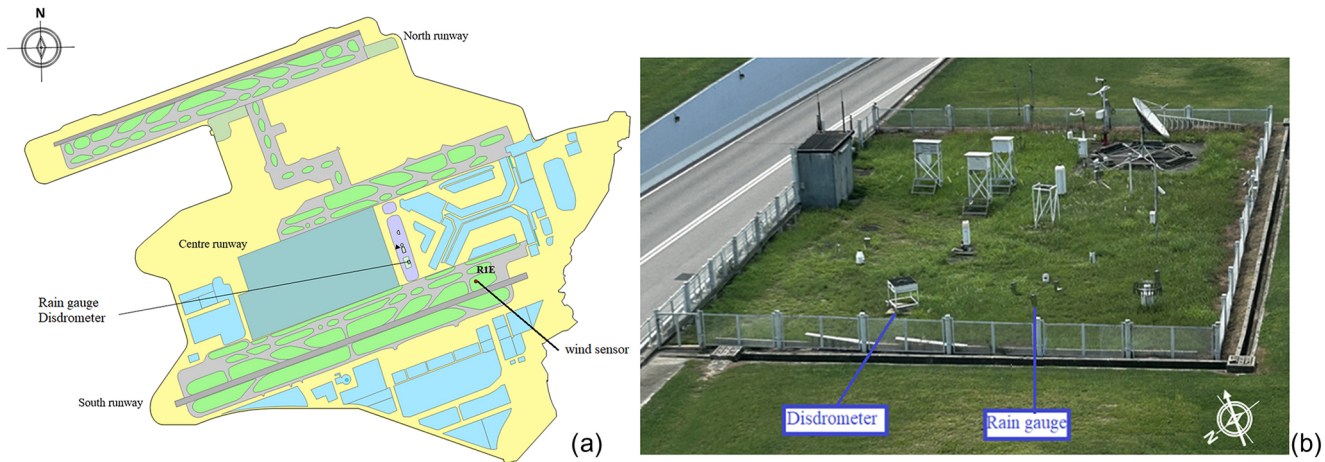 N
North runway
Centre runway
R1E
Rain gauge
Disdrometer
wind sensor
South runway
(a)
Disdrometer
Rain gauge
N
(b)